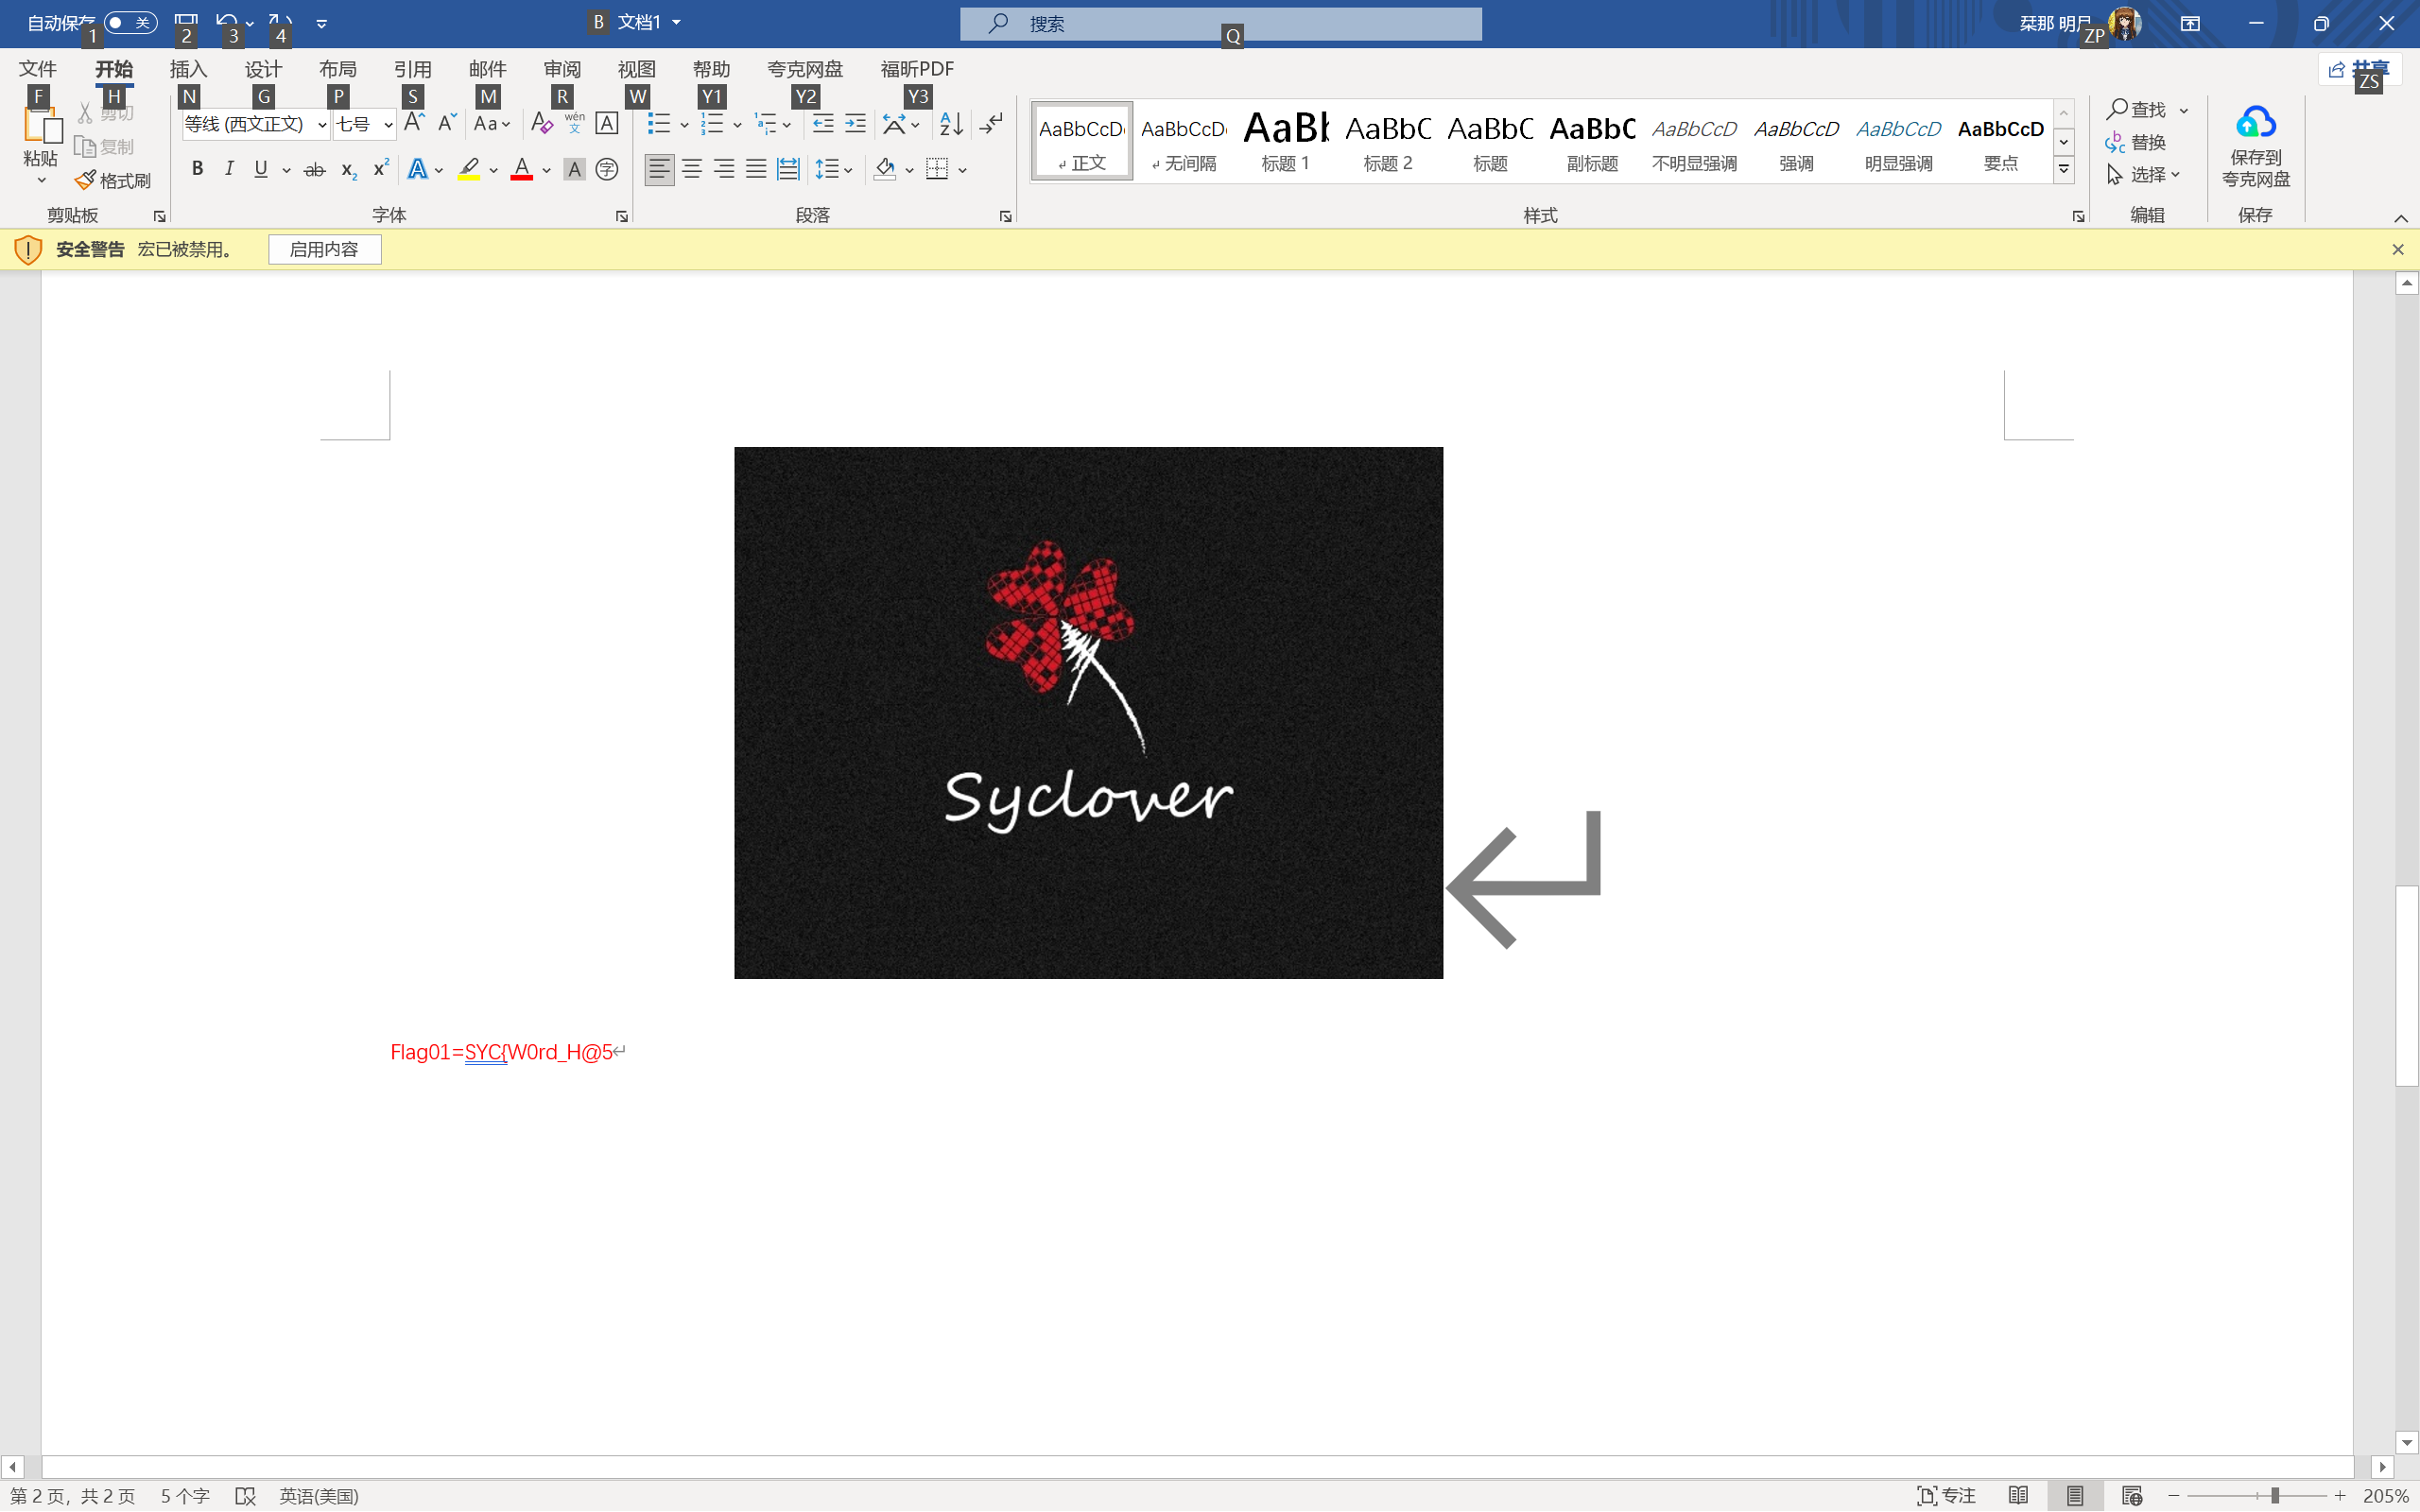 自动保存 关 文档1 搜索 栞那 明月
1 2 3 4 B Q ZP
文件 开始 插入 设计 布局 引用 邮件 审阅 视图 帮助 夸克网盘 福昕PDF 共享
F H N G P S M R W Y1 Y2 Y3 ZS
粘贴 剪切 复制 格式刷
等线 (西文正文) 七号
AaBbCcD AaBbCcD AaBb AaBbC AaBbC AaBbC AaBbCcD AaBbCcD AaBbCcD AaBbCcD
正文 无间隔 标题 1 标题 2 标题 副标题 不明显强调 强调 明显强调 要点
查找
替换
选择
保存到
夸克网盘
剪贴板 字体 段落 样式 编辑 保存
安全警告 宏已被禁用。 启用内容
Syclover
Flag01=SYC{W0rd_H@5
第 2 页，共 2 页 5 个字 英语(美国) 专注 205%